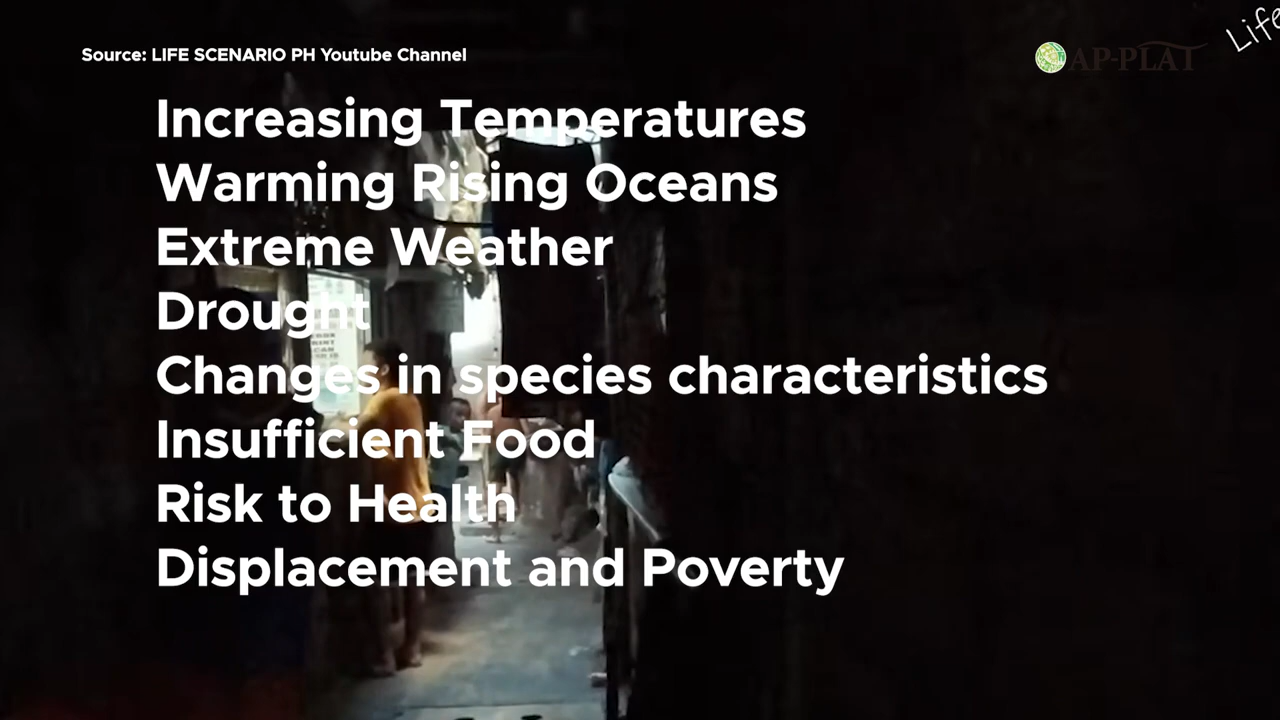 Source: LIFE SCENARIO PH Youtube Channel
AP-PLAT
Life
Increasing Temperatures
Warming Rising Oceans
Extreme Weather
Drought
Changes in species characteristics
Insufficient Food
Risk to Health
Displacement and Poverty